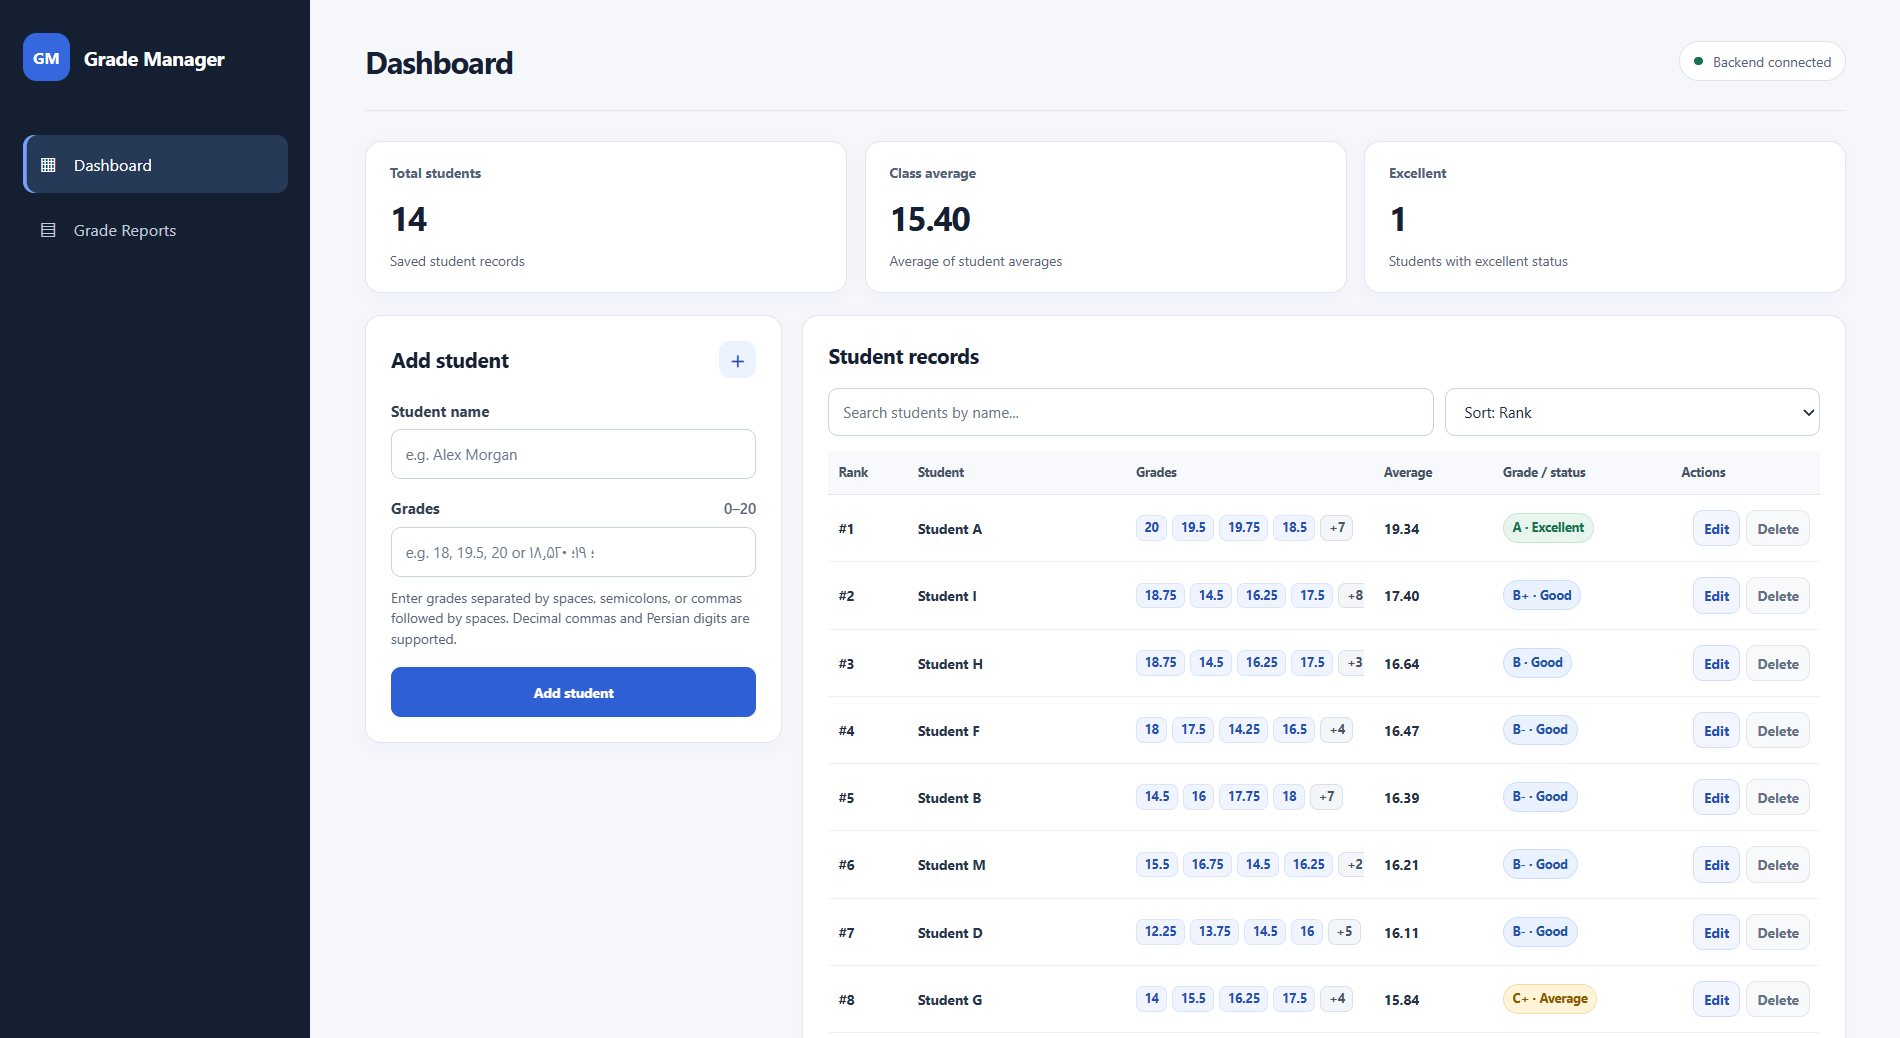 GM
Grade Manager
Dashboard
Grade Reports
Dashboard
Backend connected
Total students
14
Saved student records
Class average
15.40
Average of student averages
Excellent
1
Students with excellent status
Add student
+
Student name
e.g. Alex Morgan
Grades 0–20
e.g. 18, 19.5, 20 or ۱۸٫۵؛ ۱۹؛ ۲۰
Enter grades separated by spaces, semicolons, or commas
followed by spaces. Decimal commas and Persian digits are
supported.
Add student
Student records
Search students by name...
Sort: Rank
Rank Student Grades Average Grade / status Actions
#1 Student A 20 19.5 19.75 18.5 +7 19.34 A · Excellent Edit Delete
#2 Student I 18.75 14.5 16.25 17.5 +8 17.40 B+ · Good Edit Delete
#3 Student H 18.75 14.5 16.25 17.5 +3 16.64 B · Good Edit Delete
#4 Student F 18 17.5 14.25 16.5 +4 16.47 B- · Good Edit Delete
#5 Student B 14.5 16 17.75 18 +7 16.39 B- · Good Edit Delete
#6 Student M 15.5 16.75 14.5 16.25 +2 16.21 B- · Good Edit Delete
#7 Student D 12.25 13.75 14.5 16 +5 16.11 B- · Good Edit Delete
#8 Student G 14 15.5 16.25 17.5 +4 15.84 C+ · Average Edit Delete